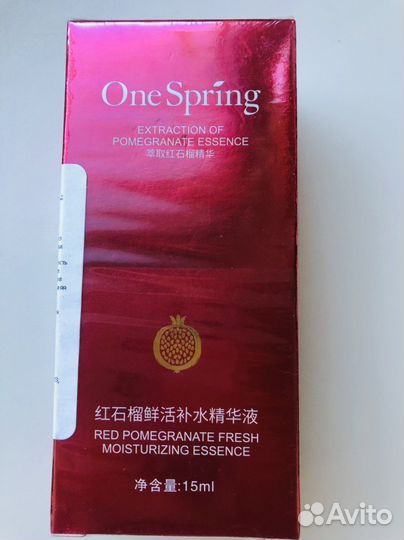 One Spring
EXTRACTION OF
POMEGRANATE ESSENCE
萃取红石榴精华
红石榴鲜活补水精华液
RED POMEGRANATE FRESH
MOISTURIZING ESSENCE
净含量:15ml
Avito